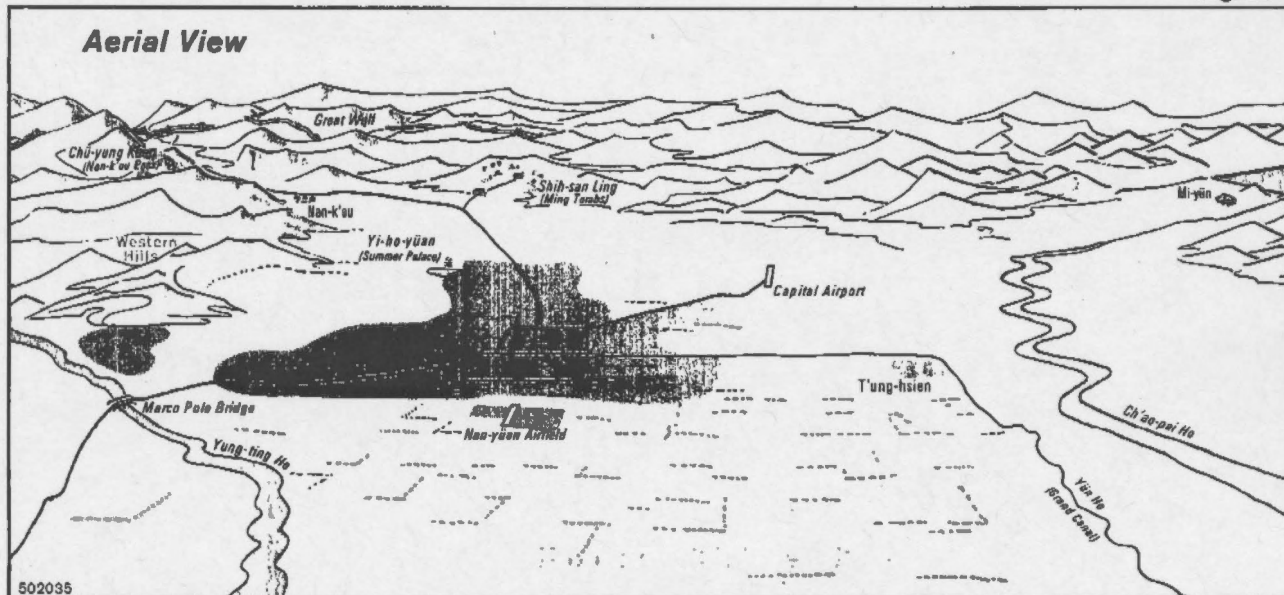 Aerial View
Great Wall
Chü-yung Kuan
(Nan-k'ou Pass)
Shih-san Ling
(Ming Tombs)
Mi-yün
Nan-k'ou
Western
Hills
Yi-ho-yüan
(Summer Palace)
Capital Airport
T'ung-hsien
Marco Polo Bridge
Nan-yüan Airfield
Ch'ao-pai Ho
Yung-ting Ho
Yün Ho
(Grand Canal)
502035